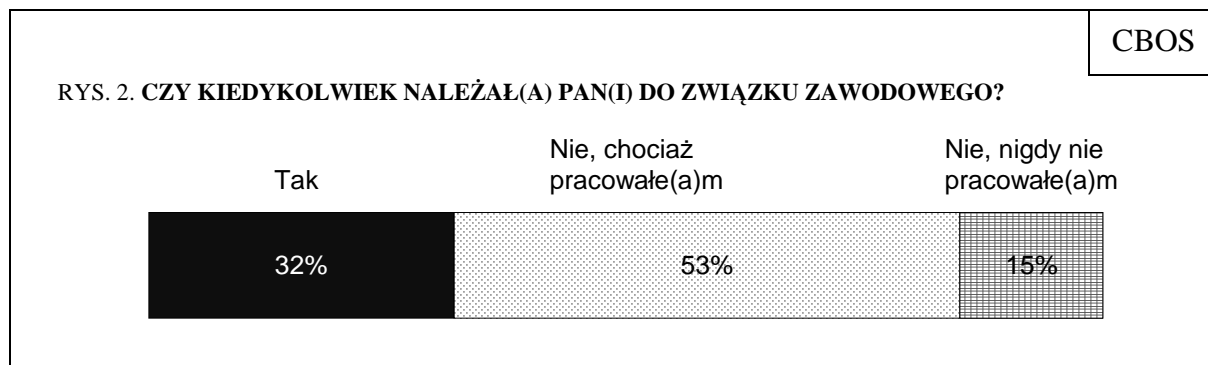 CBOS
RYS. 2. CZY KIEDYKOLWIEK NALEŻAŁ(A) PAN(I) DO ZWIĄZKU ZAWODOWEGO?
Tak
Nie, chociaż
pracowałe(a)m
Nie, nigdy nie
pracowałe(a)m
32%
53%
15%